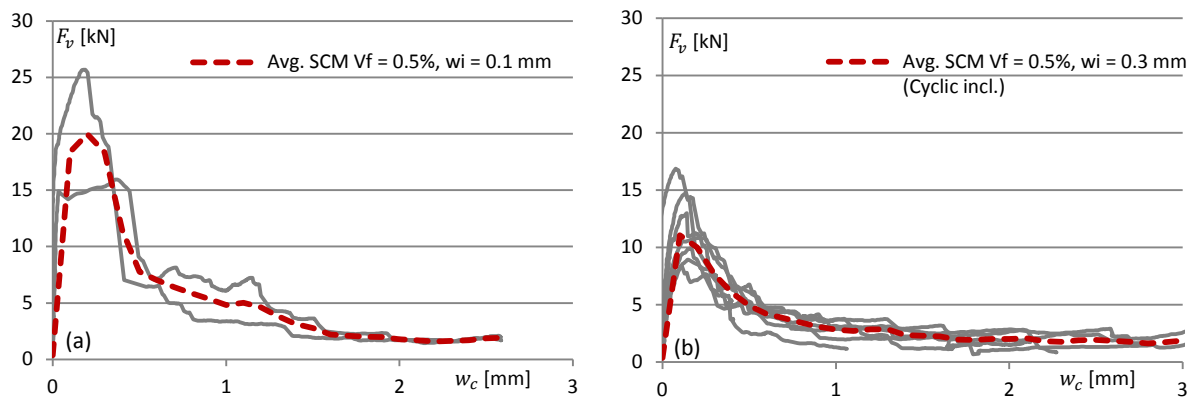 30
25
20
15
10
5
0
F_v [kN]
Avg. SCM Vf = 0.5%, wi = 0.1 mm
(a)
0
1
2
3
w_c [mm]
30
25
20
15
10
5
0
F_v [kN]
Avg. SCM Vf = 0.5%, wi = 0.3 mm
(Cyclic incl.)
(b)
0
1
2
3
w_c [mm]